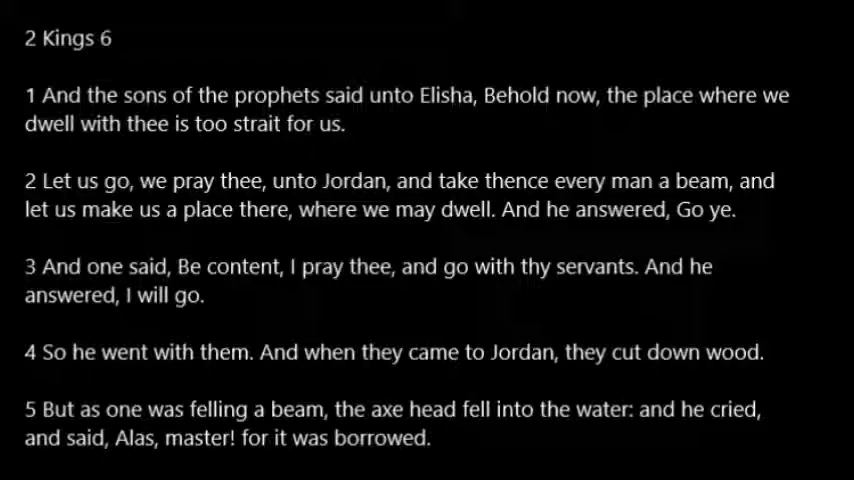 2 Kings 6
1 And the sons of the prophets said unto Elisha, Behold now, the place where we
dwell with thee is too strait for us.
2 Let us go, we pray thee, unto Jordan, and take thence every man a beam, and
let us make us a place there, where we may dwell. And he answered, Go ye.
3 And one said, Be content, I pray thee, and go with thy servants. And he
answered, I will go.
4 So he went with them. And when they came to Jordan, they cut down wood.
5 But as one was felling a beam, the axe head fell into the water: and he cried,
and said, Alas, master! for it was borrowed.